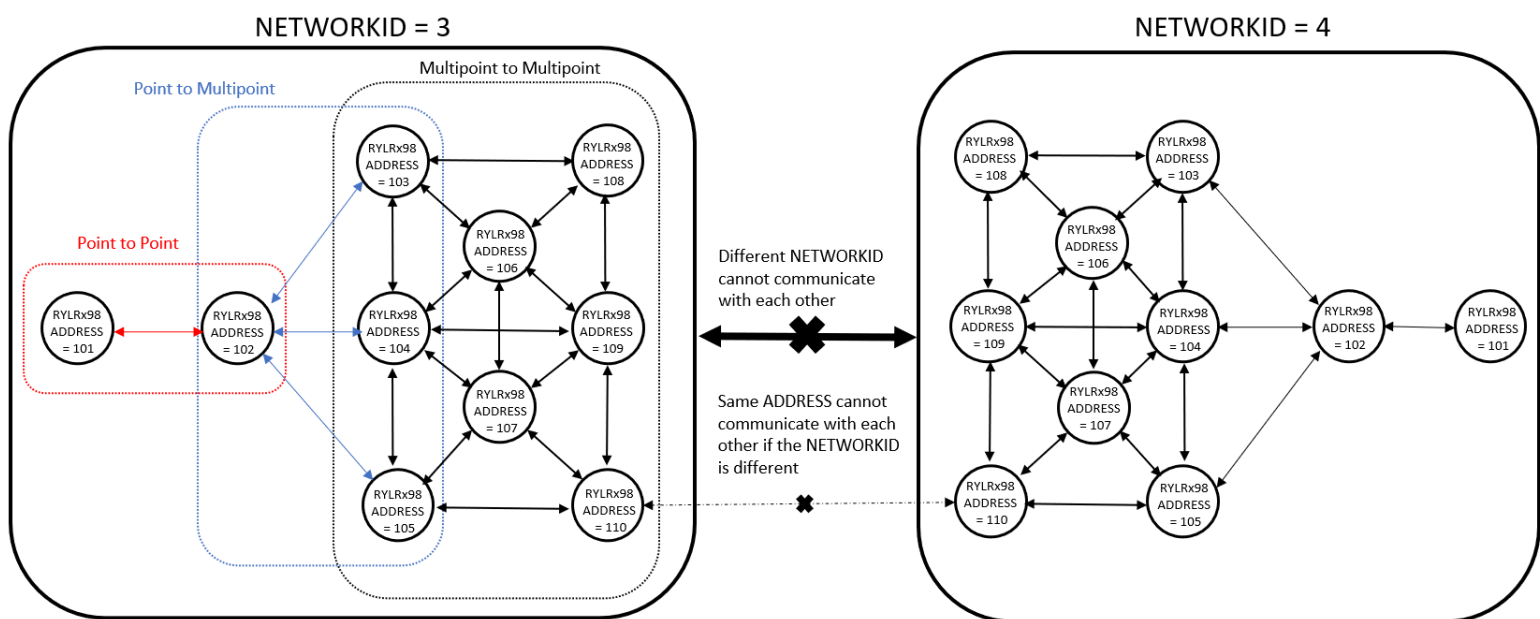 NETWORKID = 3
NETWORKID = 4
Multipoint to Multipoint
Point to Multipoint
Point to Point
RYLRx98
ADDRESS
= 101
RYLRx98
ADDRESS
= 102
RYLRx98
ADDRESS
= 103
RYLRx98
ADDRESS
= 104
RYLRx98
ADDRESS
= 105
RYLRx98
ADDRESS
= 106
RYLRx98
ADDRESS
= 107
RYLRx98
ADDRESS
= 108
RYLRx98
ADDRESS
= 109
RYLRx98
ADDRESS
= 110
Different NETWORKID
cannot communicate
with each other
Same ADDRESS cannot
communicate with each
other if the NETWORKID
is different
RYLRx98
ADDRESS
= 108
RYLRx98
ADDRESS
= 103
RYLRx98
ADDRESS
= 106
RYLRx98
ADDRESS
= 109
RYLRx98
ADDRESS
= 104
RYLRx98
ADDRESS
= 102
RYLRx98
ADDRESS
= 101
RYLRx98
ADDRESS
= 107
RYLRx98
ADDRESS
= 110
RYLRx98
ADDRESS
= 105